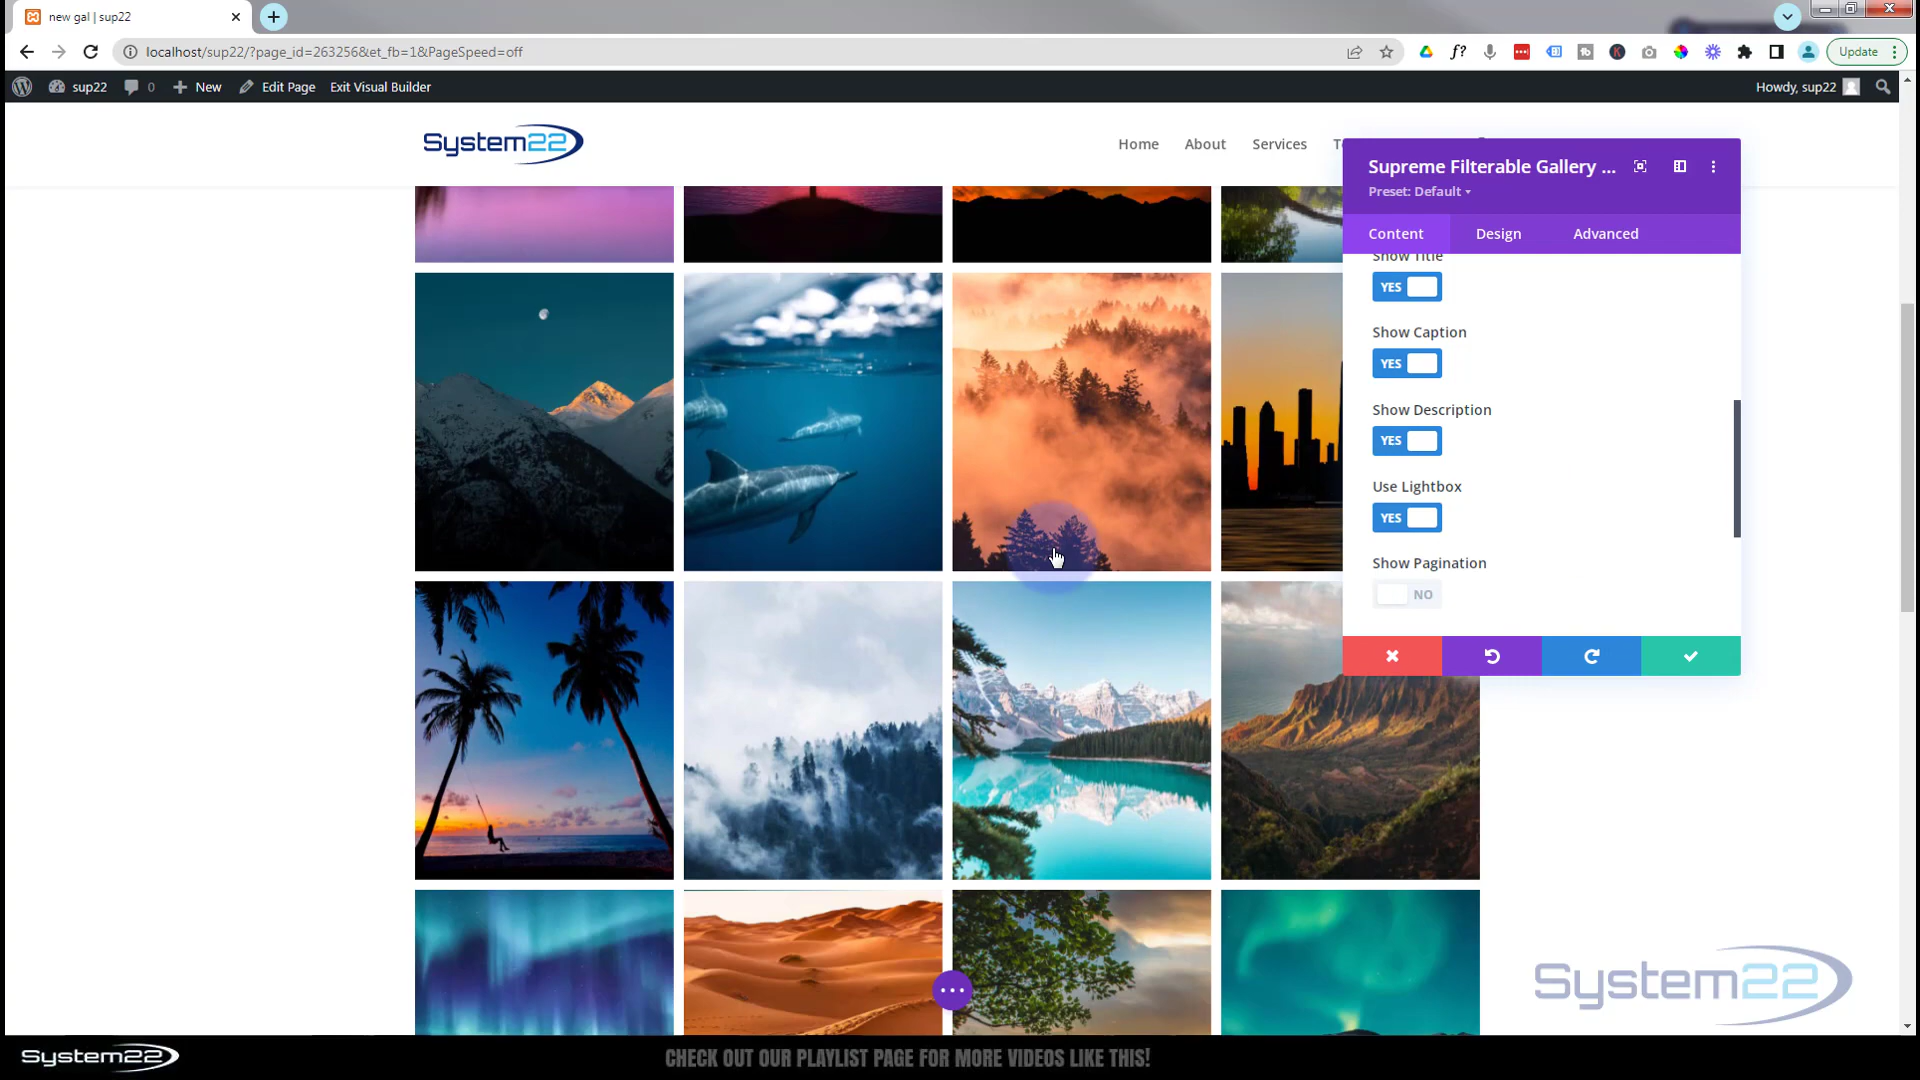 new gal | sup22
localhost/sup22/?page_id=263256&et_fb=1&PageSpeed=off
f?
Update
sup22
0
New
Edit Page
Exit Visual Builder
Howdy, sup22
System22
Home
About
Services
Supreme Filterable Gallery ...
Preset: Default
Content
Design
Advanced
Show Title
YES
Show Caption
YES
Show Description
YES
Use Lightbox
YES
Show Pagination
NO
System22
System22
CHECK OUT OUR PLAYLIST PAGE FOR MORE VIDEOS LIKE THIS!